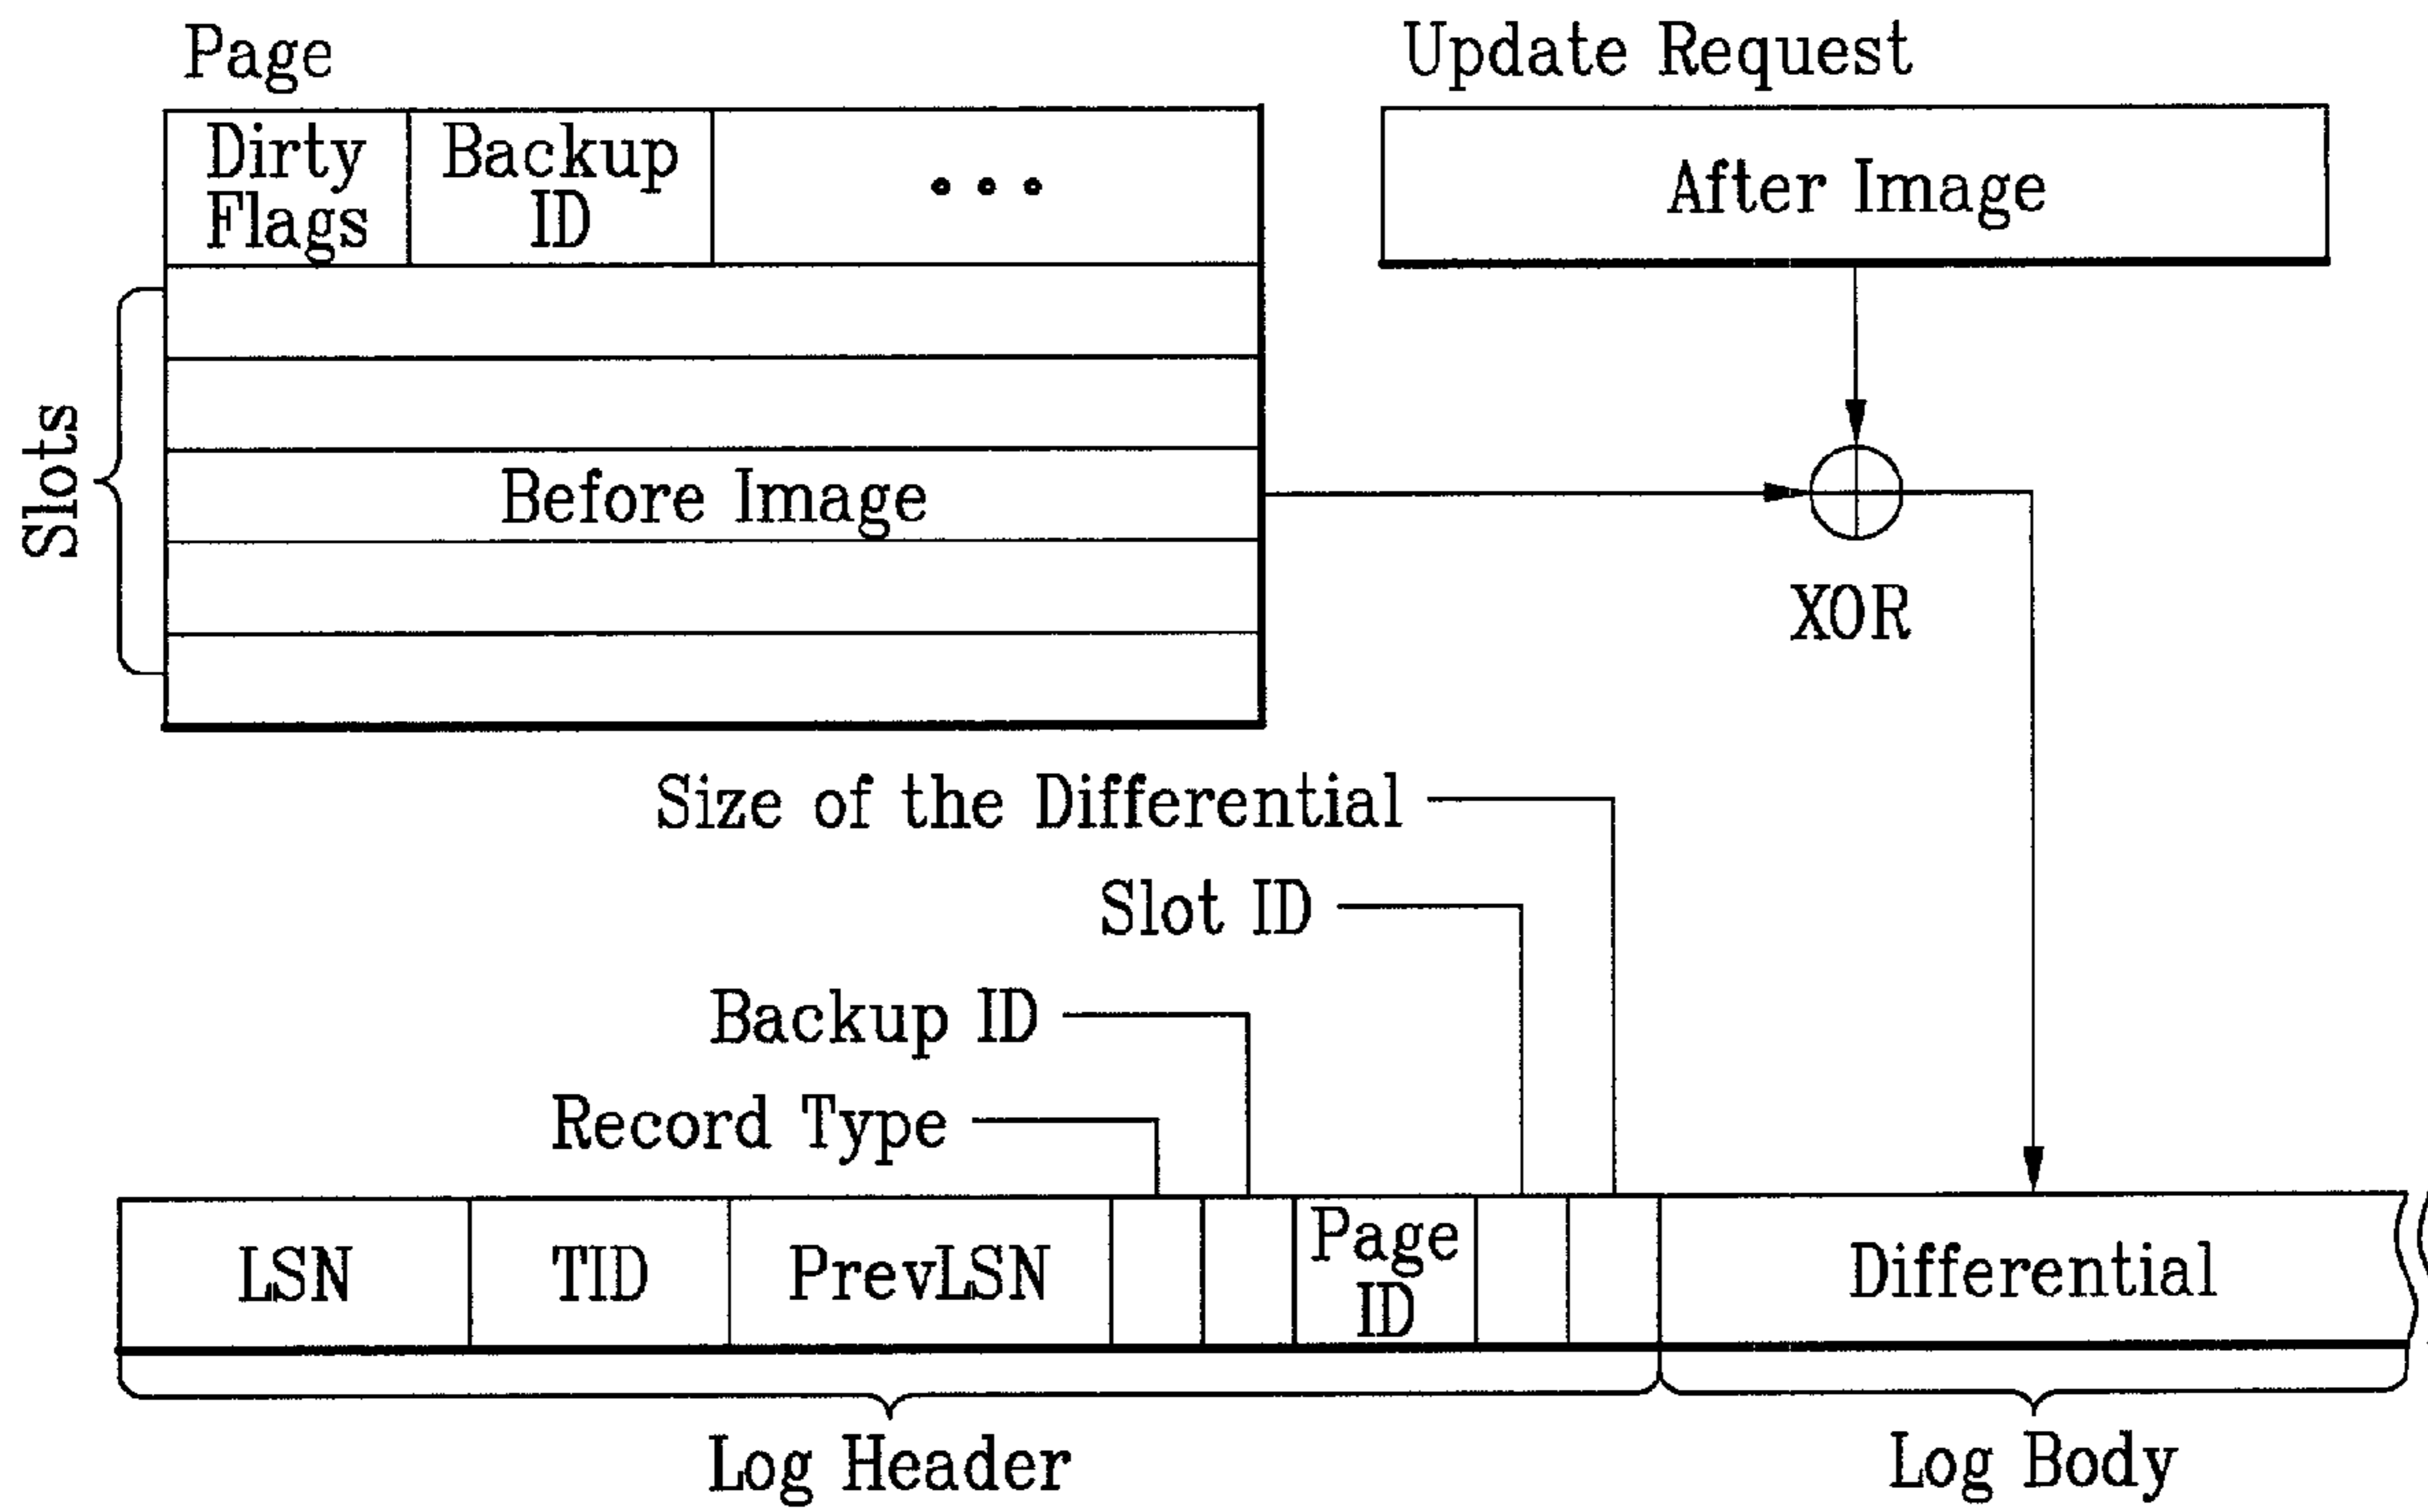 Page
Update Request
Dirty
Flags
Backup
ID
• • •
After Image
Slots
Before Image
XOR
Size of the Differential
Slot ID
Backup ID
Record Type
LSN
TID
PrevLSN
Page
ID
Differential
Log Header
Log Body